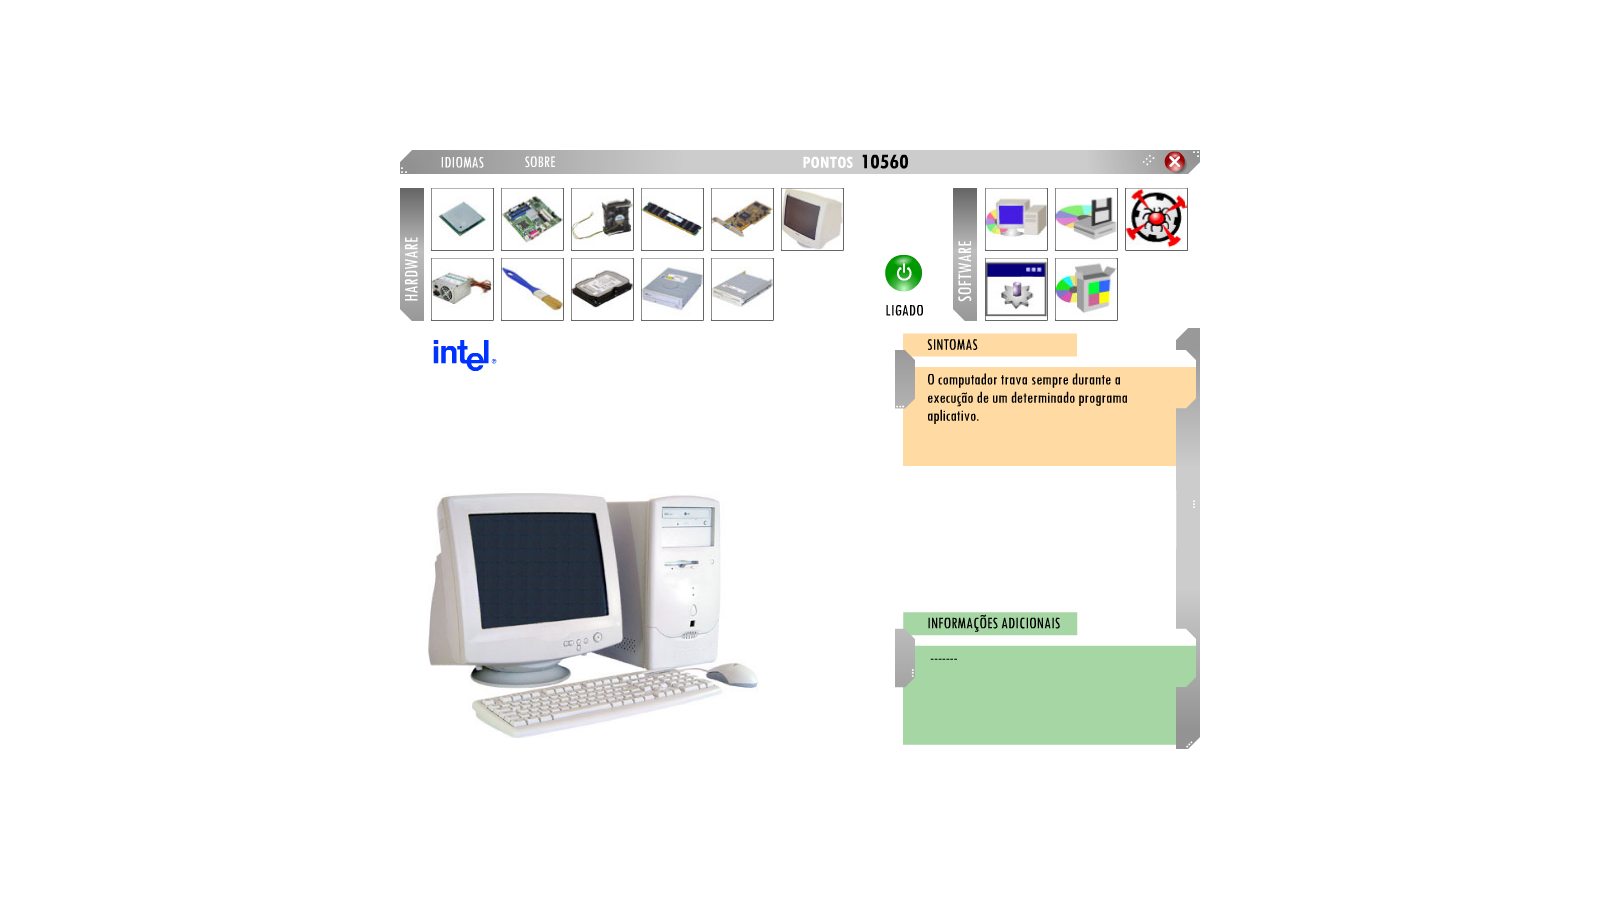 IDIOMAS SOBRE PONTOS 10560
HARDWARE
SOFTWARE
LIGADO
intel
SINTOMAS
O computador trava sempre durante a
execução de um determinado programa
aplicativo.
INFORMAÇÕES ADICIONAIS
-------